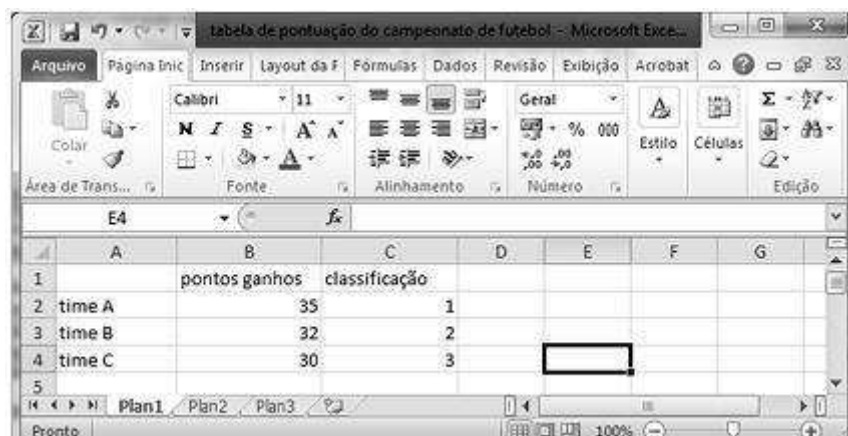 tabela de pontuação do campeonato de futebol - Microsoft Exce...
Arquivo Página Inic Inserir Layout da F Fórmulas Dados Revisão Exibição Acrobat
Colar
Calibri 11
N I S A A
Geral
% 000
Estilo Células
Σ
Área de Trans... Fonte Alinhamento Número Edição
E4 fx
A B C D E F G
1 pontos ganhos classificação
2 time A 35 1
3 time B 32 2
4 time C 30 3
5
Plan1 Plan2 Plan3
Pronto 100%